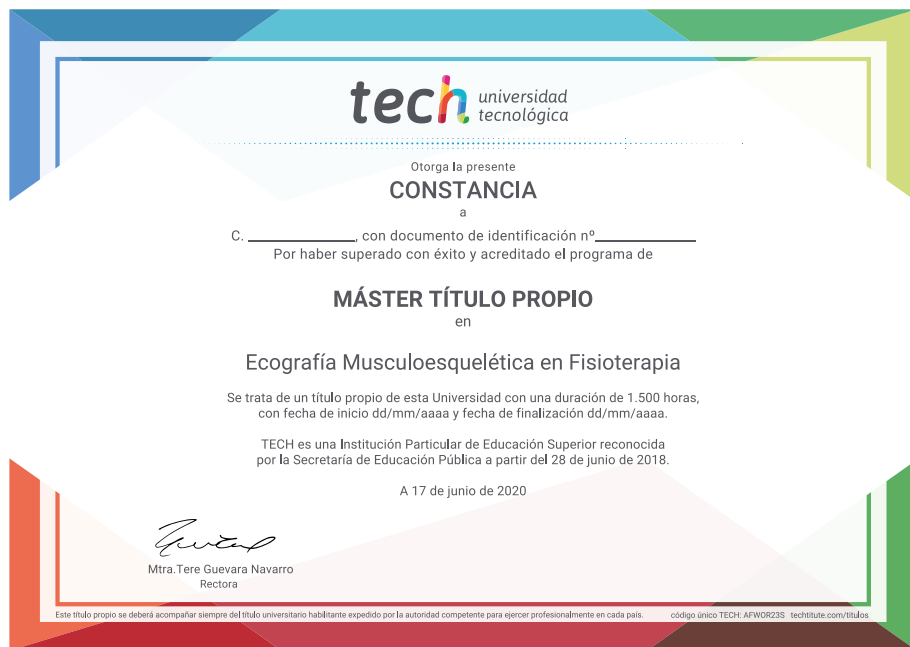 tech universidad
tecnológica
Otorga la presente
CONSTANCIA
a
C. ____________, con documento de identificación nº____________
Por haber superado con éxito y acreditado el programa de
MÁSTER TÍTULO PROPIO
en
Ecografía Musculoesquelética en Fisioterapia
Se trata de un título propio de esta Universidad con una duración de 1.500 horas,
con fecha de inicio dd/mm/aaaa y fecha de finalización dd/mm/aaaa.
TECH es una Institución Particular de Educación Superior reconocida
por la Secretaría de Educación Pública a partir del 28 de junio de 2018.
A 17 de junio de 2020
Mtra.Tere Guevara Navarro
Rectora
Este título propio se deberá acompañar siempre del título universitario habilitante expedido por la autoridad competente para ejercer profesionalmente en cada país. código único TECH: AFWOR23S techtitute.com/titulos